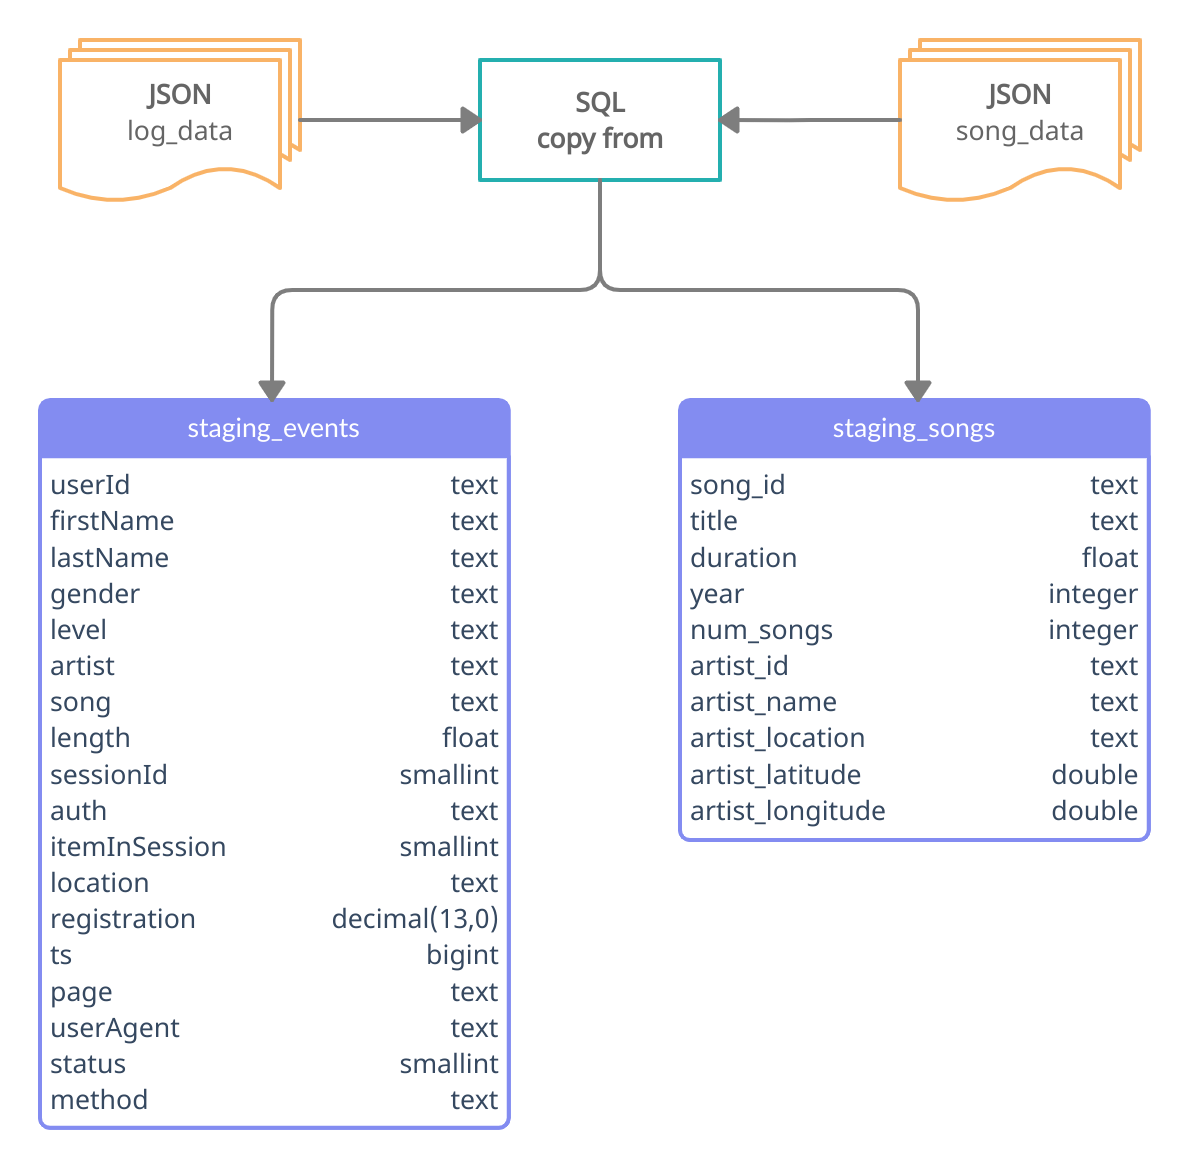 JSON
log_data
SQL
copy from
JSON
song_data
staging_events
userId text
firstName text
lastName text
gender text
level text
artist text
song text
length float
sessionId smallint
auth text
itemInSession smallint
location text
registration decimal(13,0)
ts bigint
page text
userAgent text
status smallint
method text
staging_songs
song_id text
title text
duration float
year integer
num_songs integer
artist_id text
artist_name text
artist_location text
artist_latitude double
artist_longitude double